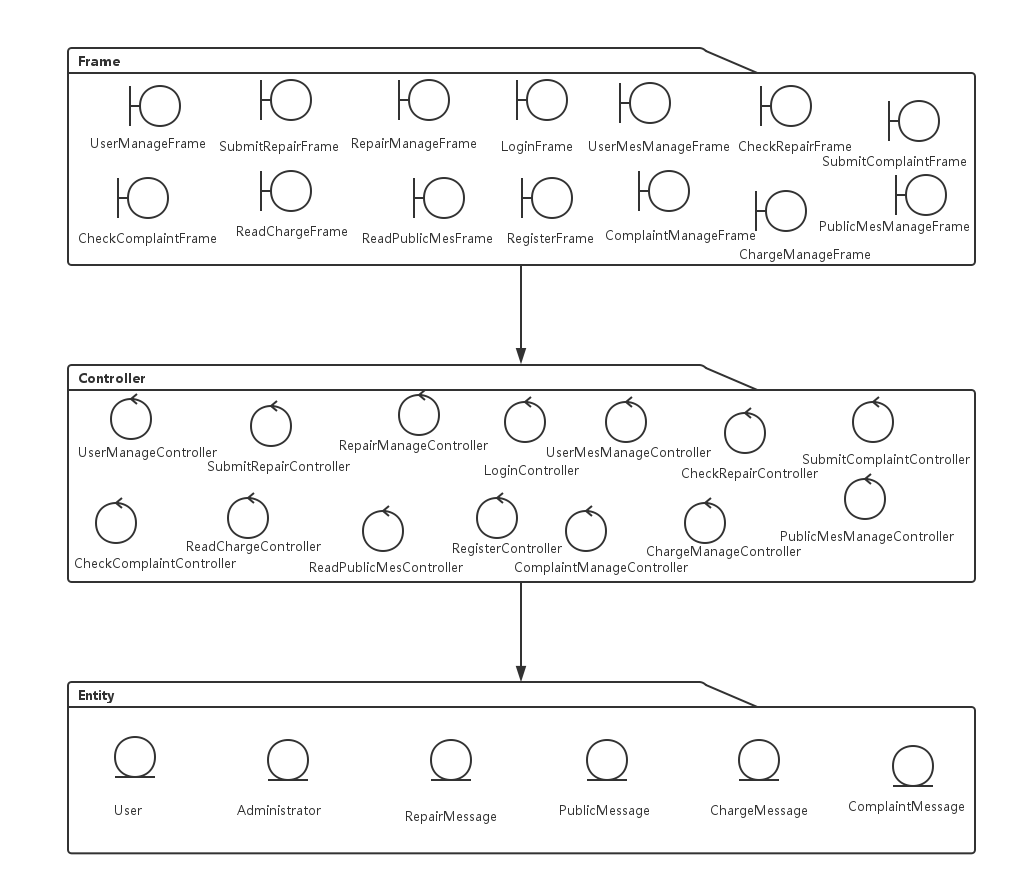 Frame
UserManageFrame
SubmitRepairFrame
RepairManageFrame
LoginFrame
UserMesManageFrame
CheckRepairFrame
SubmitComplaintFrame
CheckComplaintFrame
ReadChargeFrame
ReadPublicMesFrame
RegisterFrame
ComplaintManageFrame
ChargeManageFrame
PublicMesManageFrame
Controller
UserManageController
SubmitRepairController
RepairManageController
LoginController
UserMesManageController
CheckRepairController
SubmitComplaintController
CheckComplaintController
ReadChargeController
ReadPublicMesController
RegisterController
ComplaintManageController
ChargeManageController
PublicMesManageController
Entity
User
Administrator
RepairMessage
PublicMessage
ChargeMessage
ComplaintMessage